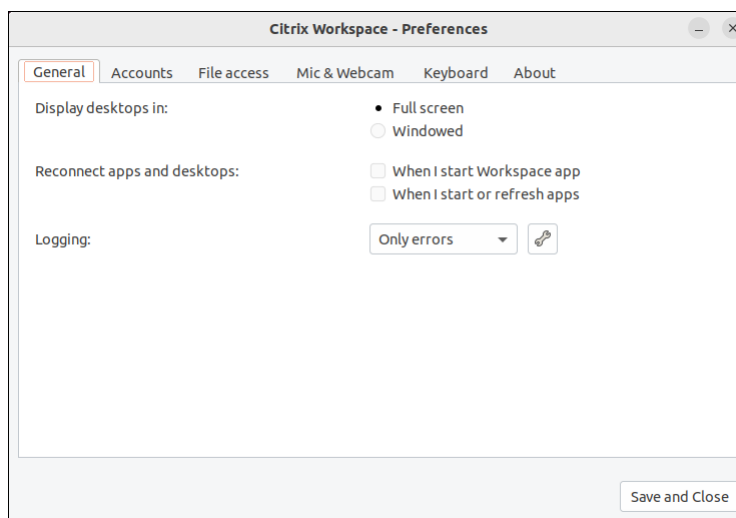 Citrix Workspace - Preferences
General Accounts File access Mic & Webcam Keyboard About
Display desktops in: Full screen
Windowed
Reconnect apps and desktops: When I start Workspace app
When I start or refresh apps
Logging: Only errors
Save and Close